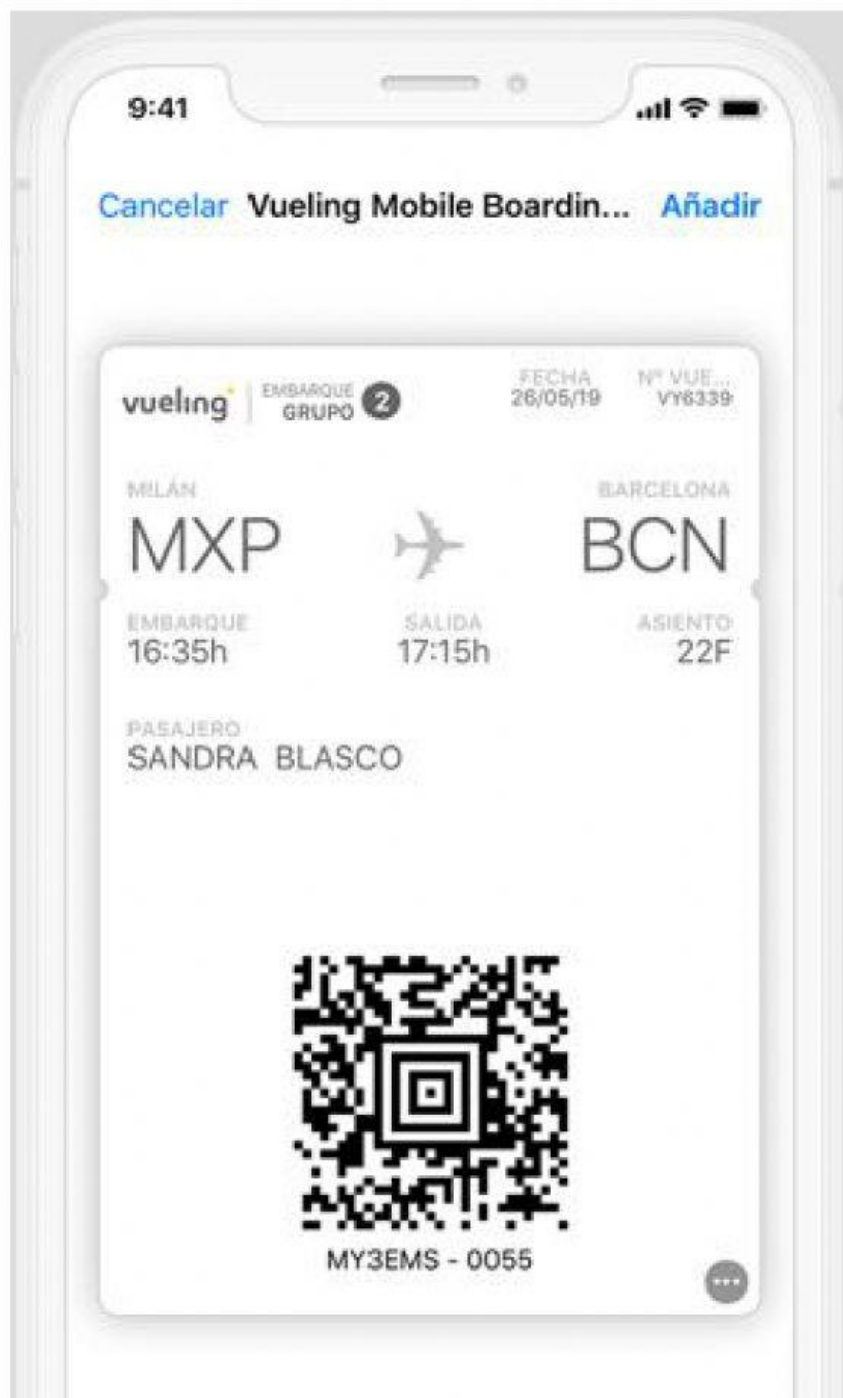 9:41
Cancelar Vueling Mobile Boardin... Añadir
vueling EMBARQUE GRUPO 2
FECHA Nº VUE...
26/05/19 VY6339
MILÁN BARCELONA
MXP BCN
EMBARQUE SALIDA ASIENTO
16:35h 17:15h 22F
PASAJERO
SANDRA BLASCO
MY3EMS - 0055